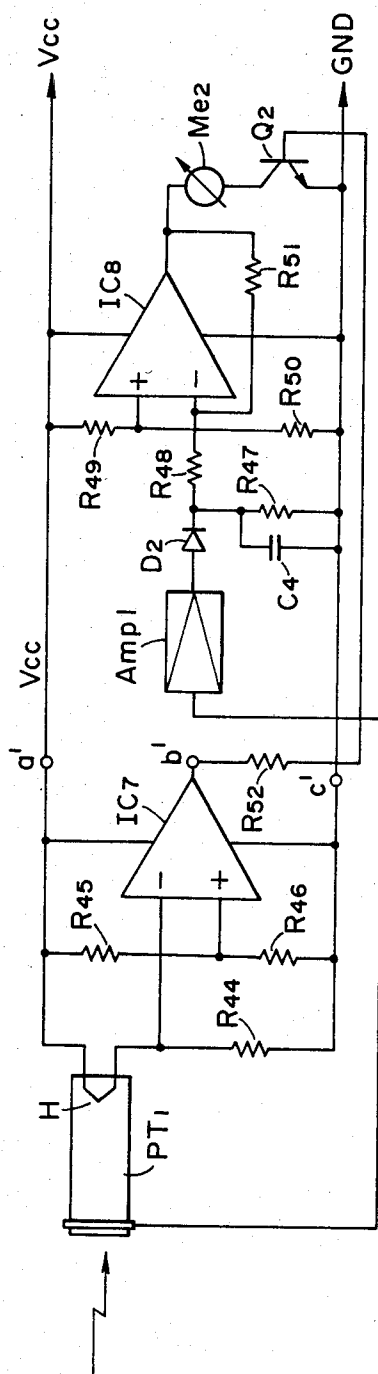 Vcc
GND
Me2
Q2
IC8
R51
+
−
R49
R50
R48
R47
D2
C4
Amp1
Vcc
a'
b'
c'
IC7
R52
−
+
R45
R46
R44
H
PT1